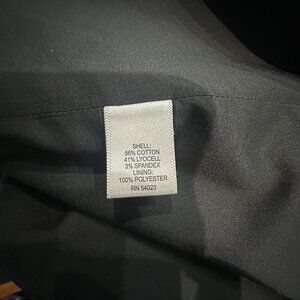 SHELL:
56% COTTON
41% LYOCELL
3% SPANDEX
LINING:
100% POLYESTER
RN 54023